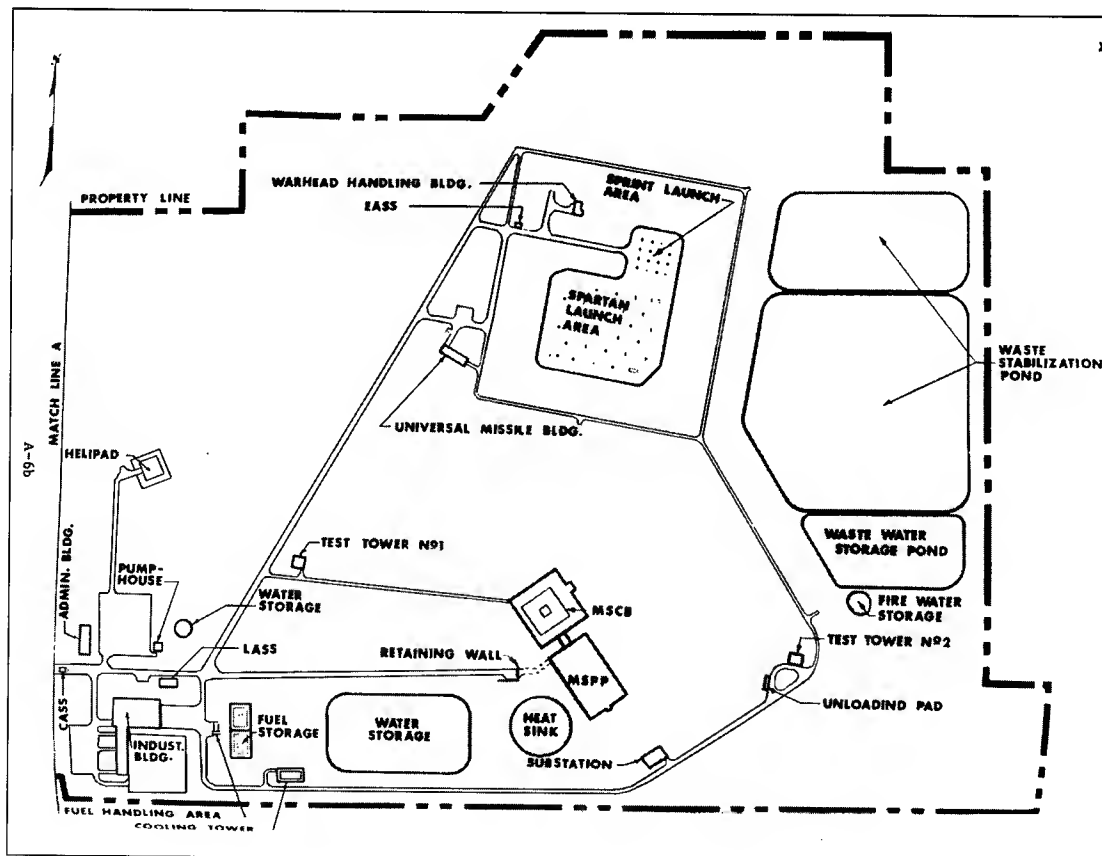 WARHEAD HANDLING BLDG.
EASS
SPRINT LAUNCH
AREA
PROPERTY LINE
SPARTAN
LAUNCH
AREA
WASTE
STABILIZATION
POND
MATCH LINE A
UNIVERSAL MISSILE BLDG.
HELIPAD
A-6b
WASTE WATER
STORAGE POND
TEST TOWER Nº1
ADMIN. BLDG.
PUMP-
HOUSE
WATER
STORAGE
MSCB
FIRE WATER
STORAGE
TEST TOWER Nº2
LASS
RETAINING WALL
MSPP
CASS
UNLOADIND PAD
FUEL
STORAGE
WATER
STORAGE
HEAT
SINK
INDUST.
BLDG.
SUBSTATION
FUEL HANDLING AREA
COOLING TOWER